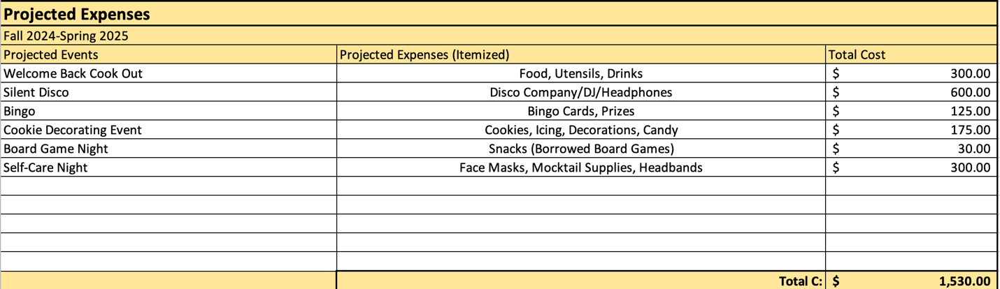 Projected Expenses
Fall 2024-Spring 2025
Projected Events Projected Expenses (Itemized) Total Cost
Welcome Back Cook Out Food, Utensils, Drinks $ 300.00
Silent Disco Disco Company/DJ/Headphones $ 600.00
Bingo Bingo Cards, Prizes $ 125.00
Cookie Decorating Event Cookies, Icing, Decorations, Candy $ 175.00
Board Game Night Snacks (Borrowed Board Games) $ 30.00
Self-Care Night Face Masks, Mocktail Supplies, Headbands $ 300.00
Total C: $ 1,530.00